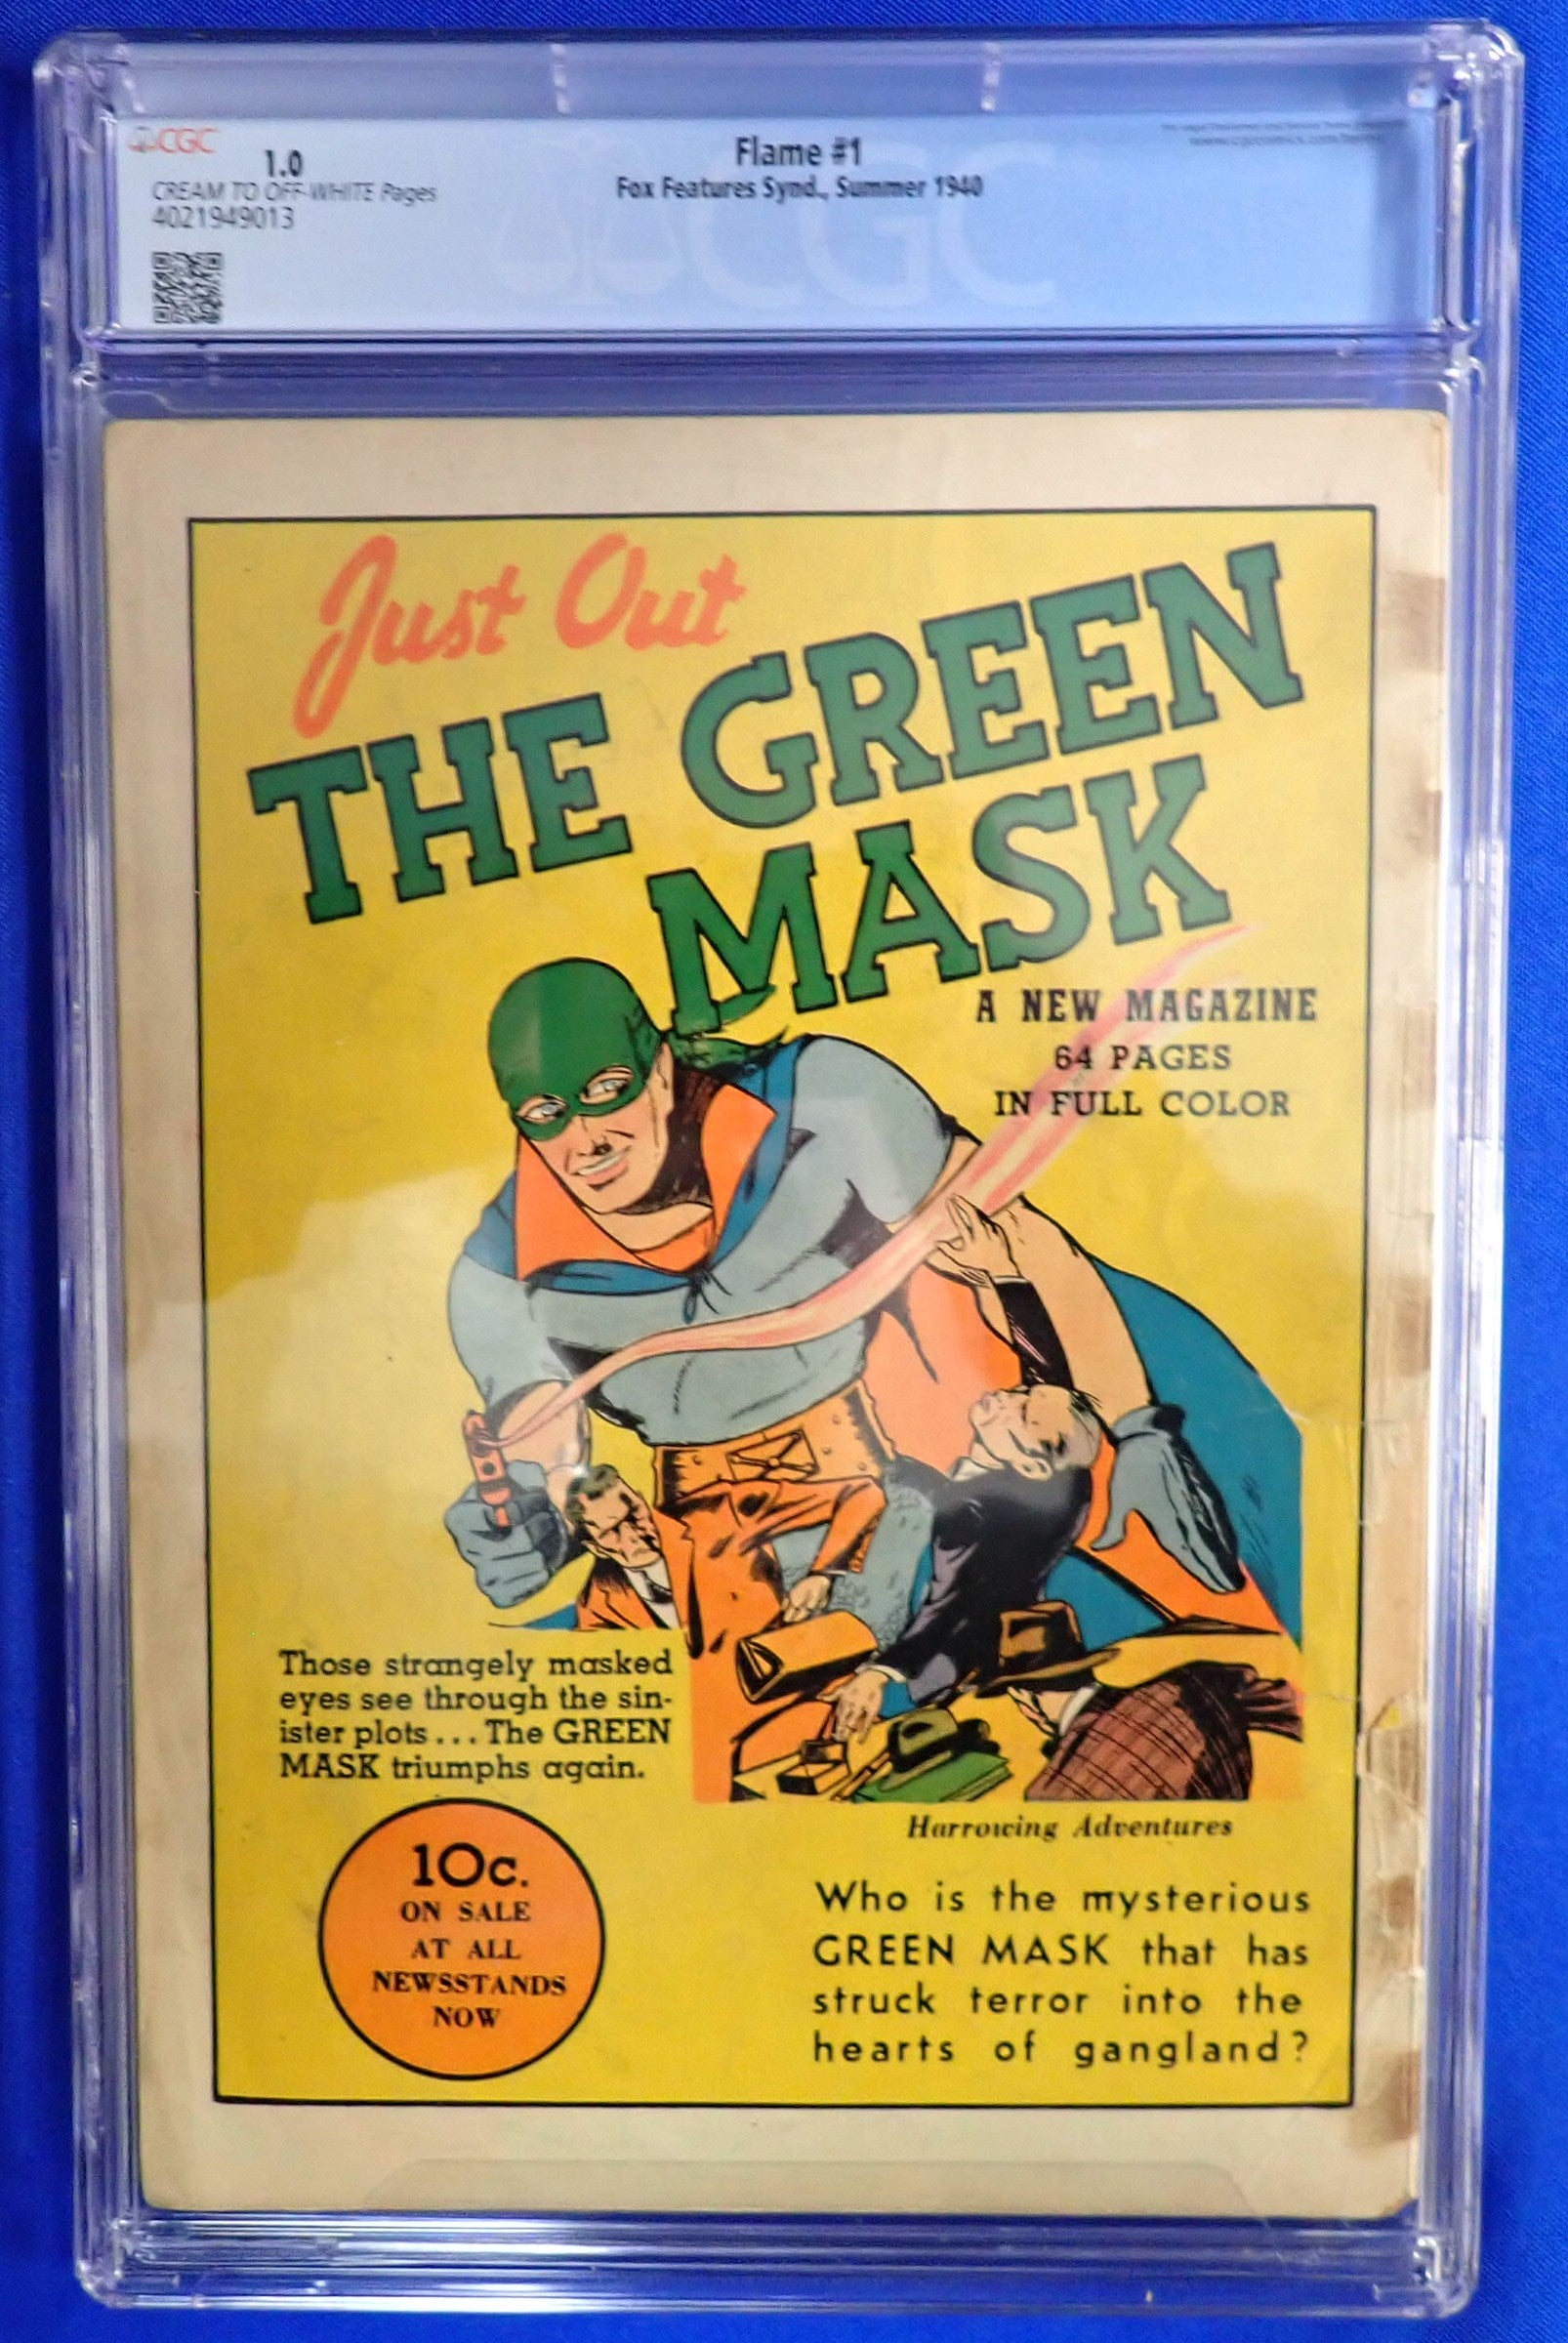 CGC
1.0
CREAM TO OFF-WHITE Pages
4021949013
Flame #1
Fox Features Synd., Summer 1940
CGC
Just Out
THE GREEN
MASK
A NEW MAGAZINE
64 PAGES
IN FULL COLOR
Those strangely masked
eyes see through the sin-
ister plots... The GREEN
MASK triumphs again.
10c.
ON SALE
AT ALL
NEWSSTANDS
NOW
Harrowing Adventures
Who is the mysterious
GREEN MASK that has
struck terror into the
hearts of gangland?